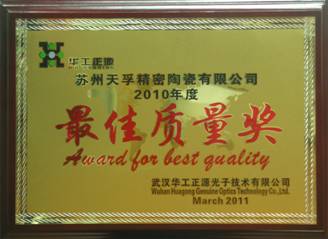 华工正源
苏州天孚精密陶瓷有限公司
2010年度
最佳质量奖
Award for best quality
武汉华工正源光子技术有限公司
Wuhan Huagong Genuine Optics Technology Co.,Ltd.
March 2011